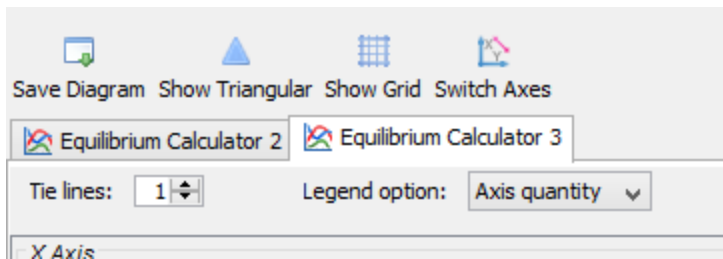 Save Diagram Show Triangular Show Grid Switch Axes
Equilibrium Calculator 2 Equilibrium Calculator 3
Tie lines: 1 Legend option: Axis quantity
X Axis